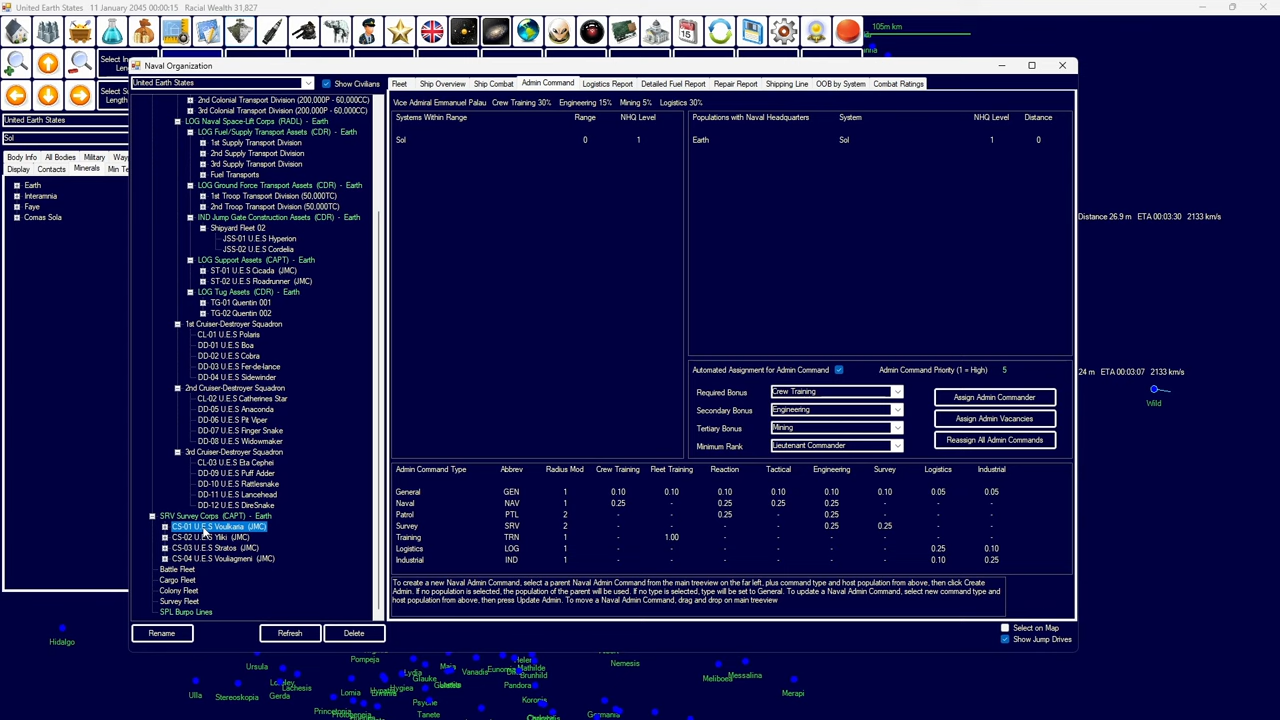 United Earth States   11 January 2045 00:00:15   Racial Wealth 31,827
105m km
Select In
Len
Select S
Length
United Earth States
Sol
Body Info  All Bodies  Military  Way
Display  Contacts  Minerals  Min Te
Earth
Interamnia
Faye
Comas Sola
Naval Organization
United Earth States
Show Civilians
2nd Colonial Transport Division (200,000P - 60,000CC)
3rd Colonial Transport Division (200,000P - 60,000CC)
LOG Naval Space-Lift Corps (RADL) - Earth
LOG Fuel/Supply Transport Assets (CDR) - Earth
1st Supply Transport Division
2nd Supply Transport Division
3rd Supply Transport Division
Fuel Transports
LOG Ground Force Transport Assets (CDR) - Earth
1st Troop Transport Division (50,000TC)
2nd Troop Transport Division (50,000TC)
IND Jump Gate Construction Assets (CDR) - Earth
Shipyard Fleet 02
JSS-01 U.E.S Hyperion
JSS-02 U.E.S Cordelia
LOG Support Assets (CAPT) - Earth
ST-01 U.E.S Cicada (JMC)
ST-02 U.E.S Roadrunner (JMC)
LOG Tug Assets (CDR) - Earth
TG-01 Quentin 001
TG-02 Quentin 002
1st Cruiser-Destroyer Squadron
CL-01 U.E.S Polaris
DD-01 U.E.S Boa
DD-02 U.E.S Cobra
DD-03 U.E.S Fer-de-lance
DD-04 U.E.S Sidewinder
2nd Cruiser-Destroyer Squadron
CL-02 U.E.S Catherines Star
DD-05 U.E.S Anaconda
DD-06 U.E.S Pit Viper
DD-07 U.E.S Finger Snake
DD-08 U.E.S Widowmaker
3rd Cruiser-Destroyer Squadron
CL-03 U.E.S Eta Cephei
DD-09 U.E.S Puff Adder
DD-10 U.E.S Rattlesnake
DD-11 U.E.S Lancehead
DD-12 U.E.S DireSnake
SRV Survey Corps (CAPT) - Earth
CS-01 U.E.S Voulkaria (JMC)
CS-02 U.E.S Yliki (JMC)
CS-03 U.E.S Stratos (JMC)
CS-04 U.E.S Vouliagmeni (JMC)
Battle Fleet
Cargo Fleet
Colony Fleet
Survey Fleet
SPL Burpo Lines
Rename  Refresh  Delete
Fleet  Ship Overview  Ship Combat  Admin Command  Logistics Report  Detailed Fuel Report  Repair Report  Shipping Line  OOB by System  Combat Ratings
Vice Admiral Emmanuel Palau   Crew Training 30%   Engineering 15%   Mining 5%   Logistics 30%
Systems Within Range  Range  NHQ Level
Sol  0  1
Populations with Naval Headquarters  System  NHQ Level  Distance
Earth  Sol  1  0
Automated Assignment for Admin Command  Admin Command Priority (1 = High)  5
Required Bonus  Crew Training  Assign Admin Commander
Secondary Bonus  Engineering  Assign Admin Vacancies
Tertiary Bonus  Mining
Minimum Rank  Lieutenant Commander  Reassign All Admin Commands
Admin Command Type  Abbrev  Radius Mod  Crew Training  Fleet Training  Reaction  Tactical  Engineering  Survey  Logistics  Industrial
General  GEN  1  0.10  0.10  0.10  0.10  0.10  0.10  0.05  0.05
Naval  NAV  1  0.25  -  0.25  0.25  0.25  -  -  -
Patrol  PTL  2  -  -  0.25  -  0.25  -  -  -
Survey  SRV  2  -  -  -  -  0.25  0.25  -  -
Training  TRN  1  -  1.00  -  -  -  -  -  -
Logistics  LOG  1  -  -  -  -  -  -  0.25  0.10
Industrial  IND  1  -  -  -  -  -  -  0.10  0.25
To create a new Naval Admin Command, select a parent Naval Admin Command from the main treeview on the far left, plus command type and host population from above, then click Create
Admin. If no population is selected, the population of the parent will be used. If no type is selected, type will be set to General. To update a Naval Admin Command, select new command type and
host population from above, then press Update Admin. To move a Naval Admin Command, drag and drop on main treeview
Select on Map
Show Jump Drives
Distance 26.9 m   ETA 00:03:30   2133 km/s
24 m   ETA 00:03:07   2133 km/s
Wild
Hidalgo
Ursula
Ulla
Stereoskopia
Gerda
Pompeja
Lomia
Lydia
Glauke
Hygiea
Vanadis
Brunhild
Pandora
Nemesis
Meliboea
Messalina
Merapi
Tanete